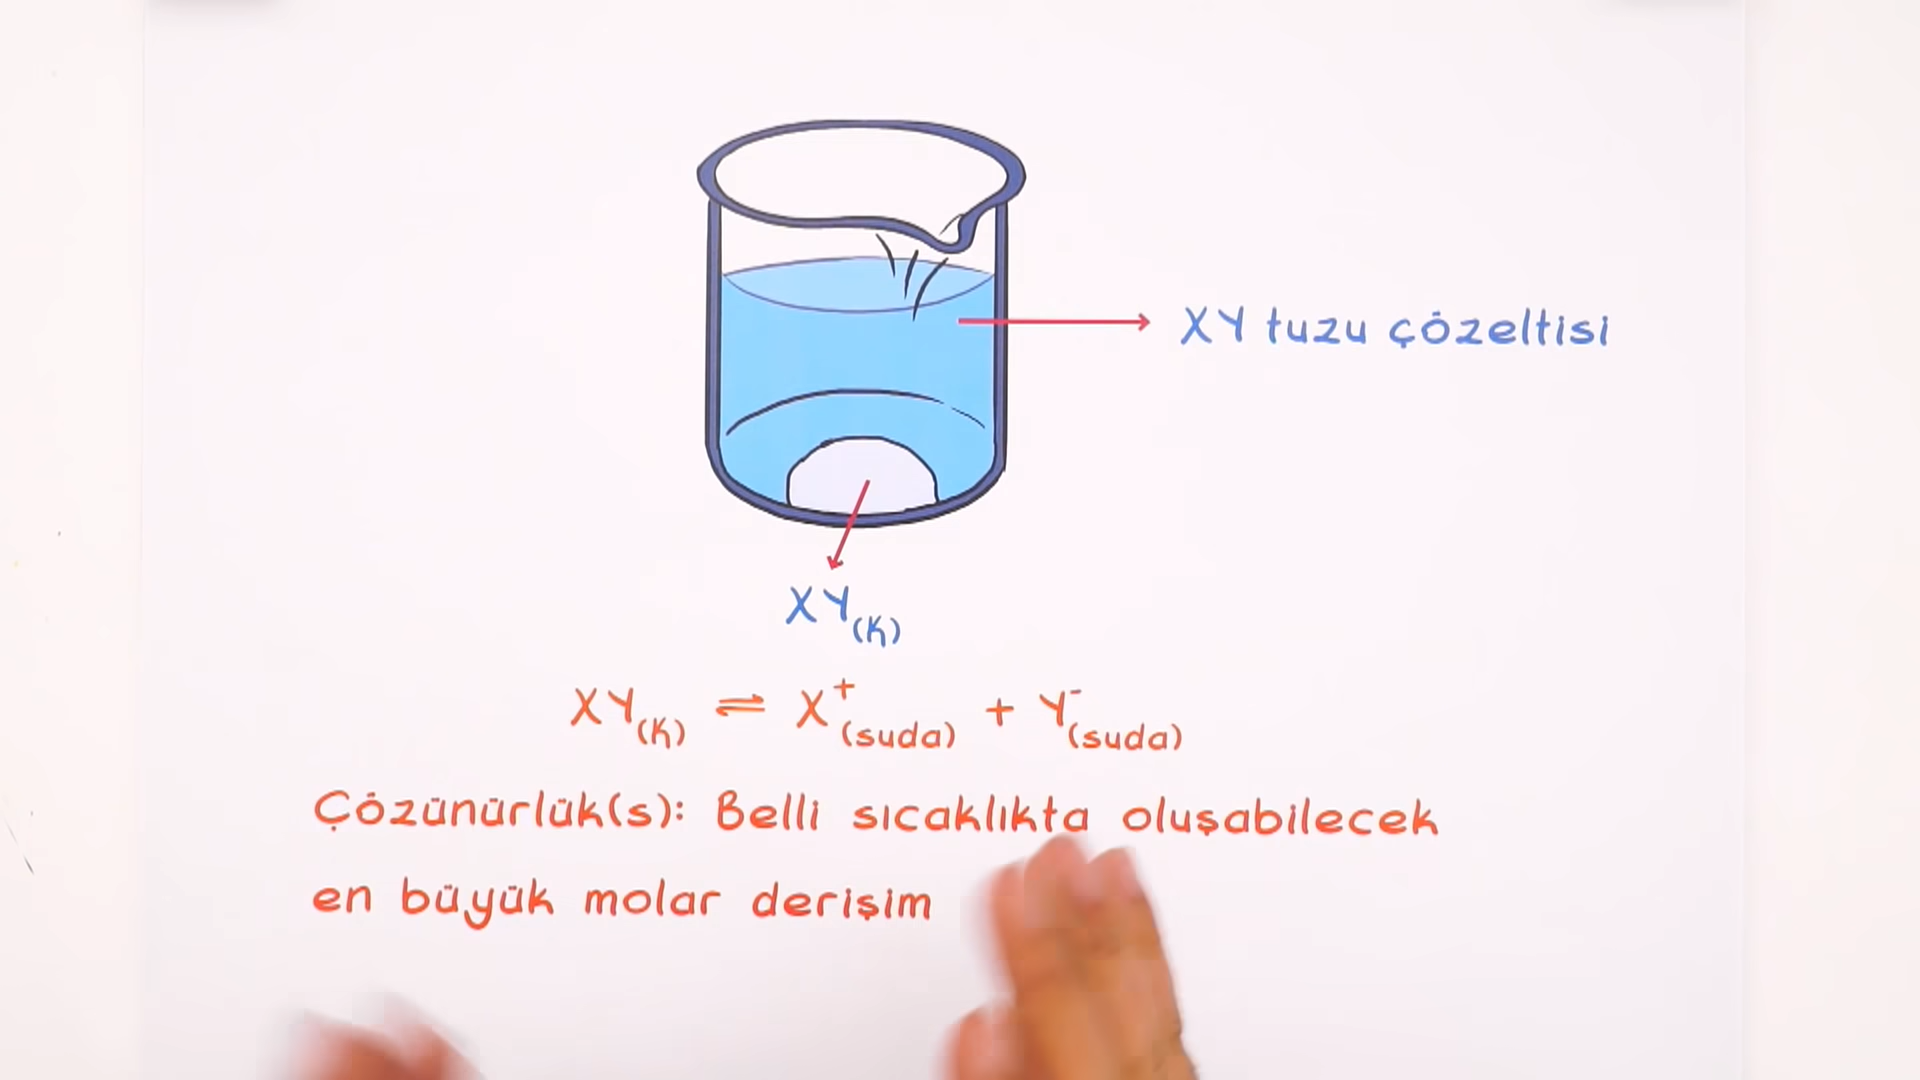 XY tuzu çözeltisi
XY(k)
XY(k) ⇌ X⁺(suda) + Y⁻(suda)
Çözünürlük(s): Belli sıcaklıkta oluşabilecek
en büyük molar derişim